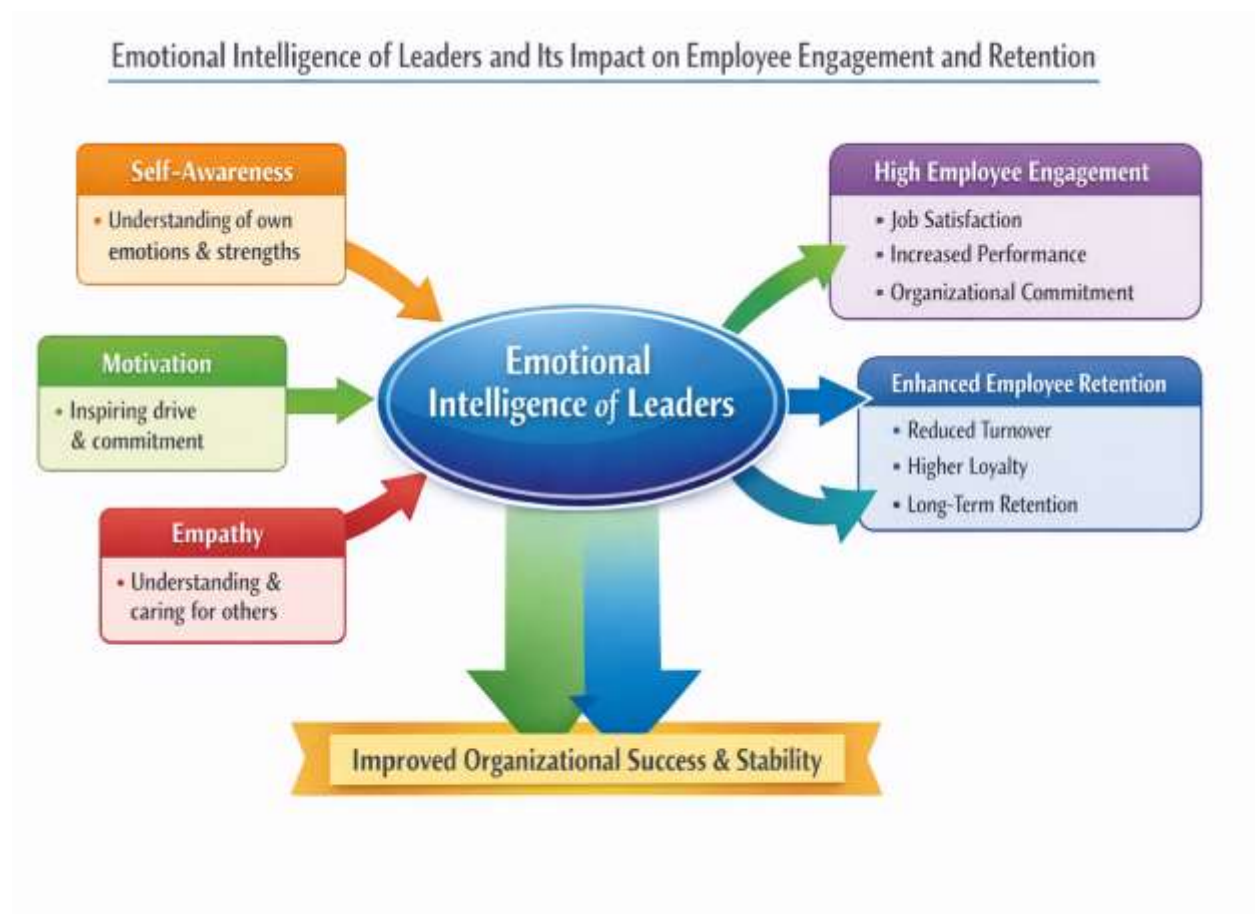 Emotional Intelligence of Leaders and Its Impact on Employee Engagement and Retention
Self-Awareness
• Understanding of own
emotions & strengths
Motivation
• Inspiring drive
& commitment
Empathy
• Understanding &
caring for others
Emotional
Intelligence of Leaders
High Employee Engagement
• Job Satisfaction
• Increased Performance
• Organizational Commitment
Enhanced Employee Retention
• Reduced Turnover
• Higher Loyalty
• Long-Term Retention
Improved Organizational Success & Stability